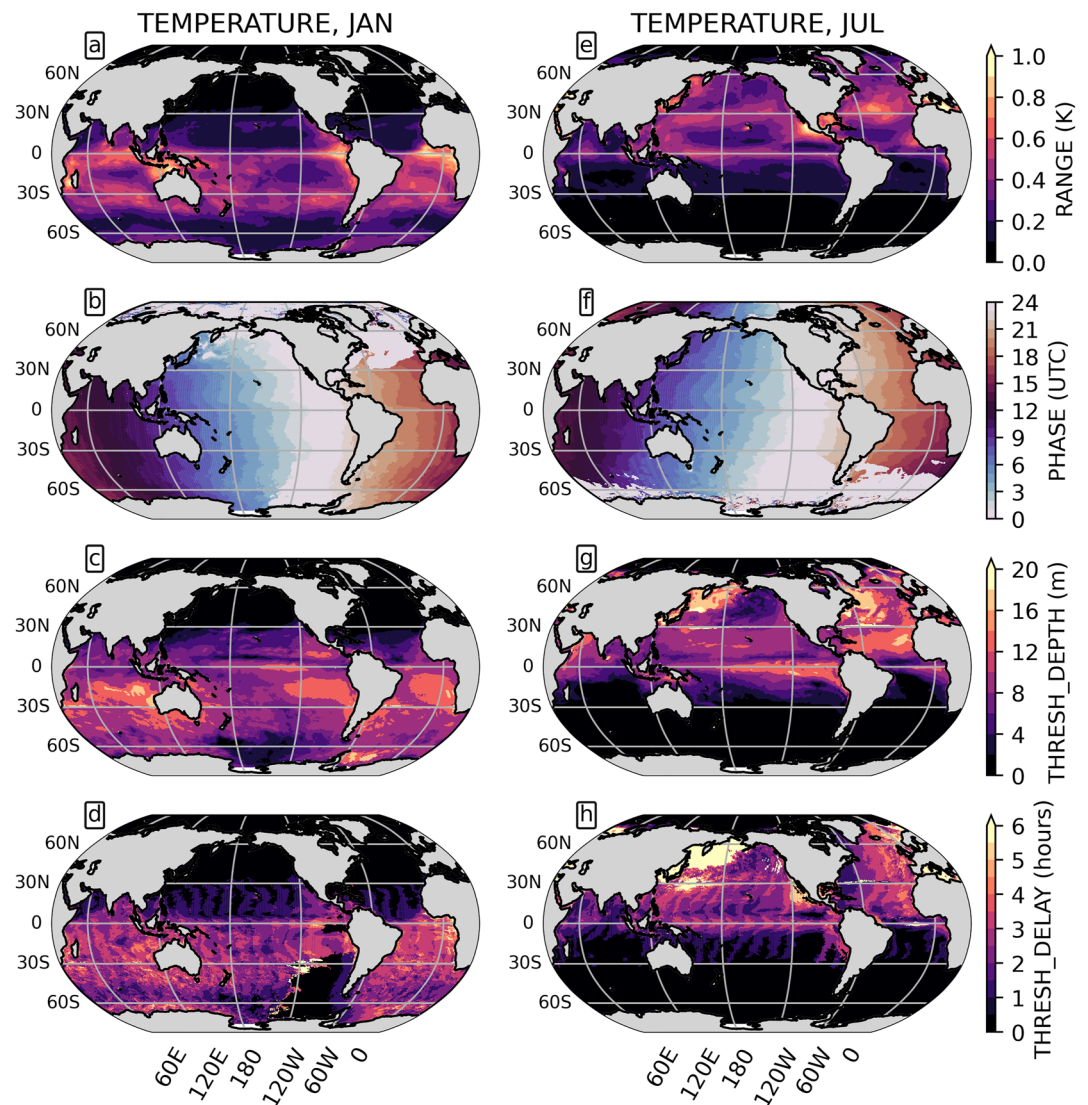 TEMPERATURE, JAN
TEMPERATURE, JUL
a
60N
30N
0
30S
60S
e
60N
30N
0
30S
60S
1.0
0.8
0.6
0.4
0.2
0.0
RANGE (K)
b
60N
30N
0
30S
60S
f
60N
30N
0
30S
60S
24
21
18
15
12
9
6
3
0
PHASE (UTC)
c
60N
30N
0
30S
60S
g
60N
30N
0
30S
60S
20
16
12
8
4
0
THRESH_DEPTH (m)
d
60N
30N
0
30S
60S
h
60N
30N
0
30S
60S
6
5
4
3
2
1
0
THRESH_DELAY (hours)
60E
120E
180
120W
60W
0
60E
120E
180
120W
60W
0